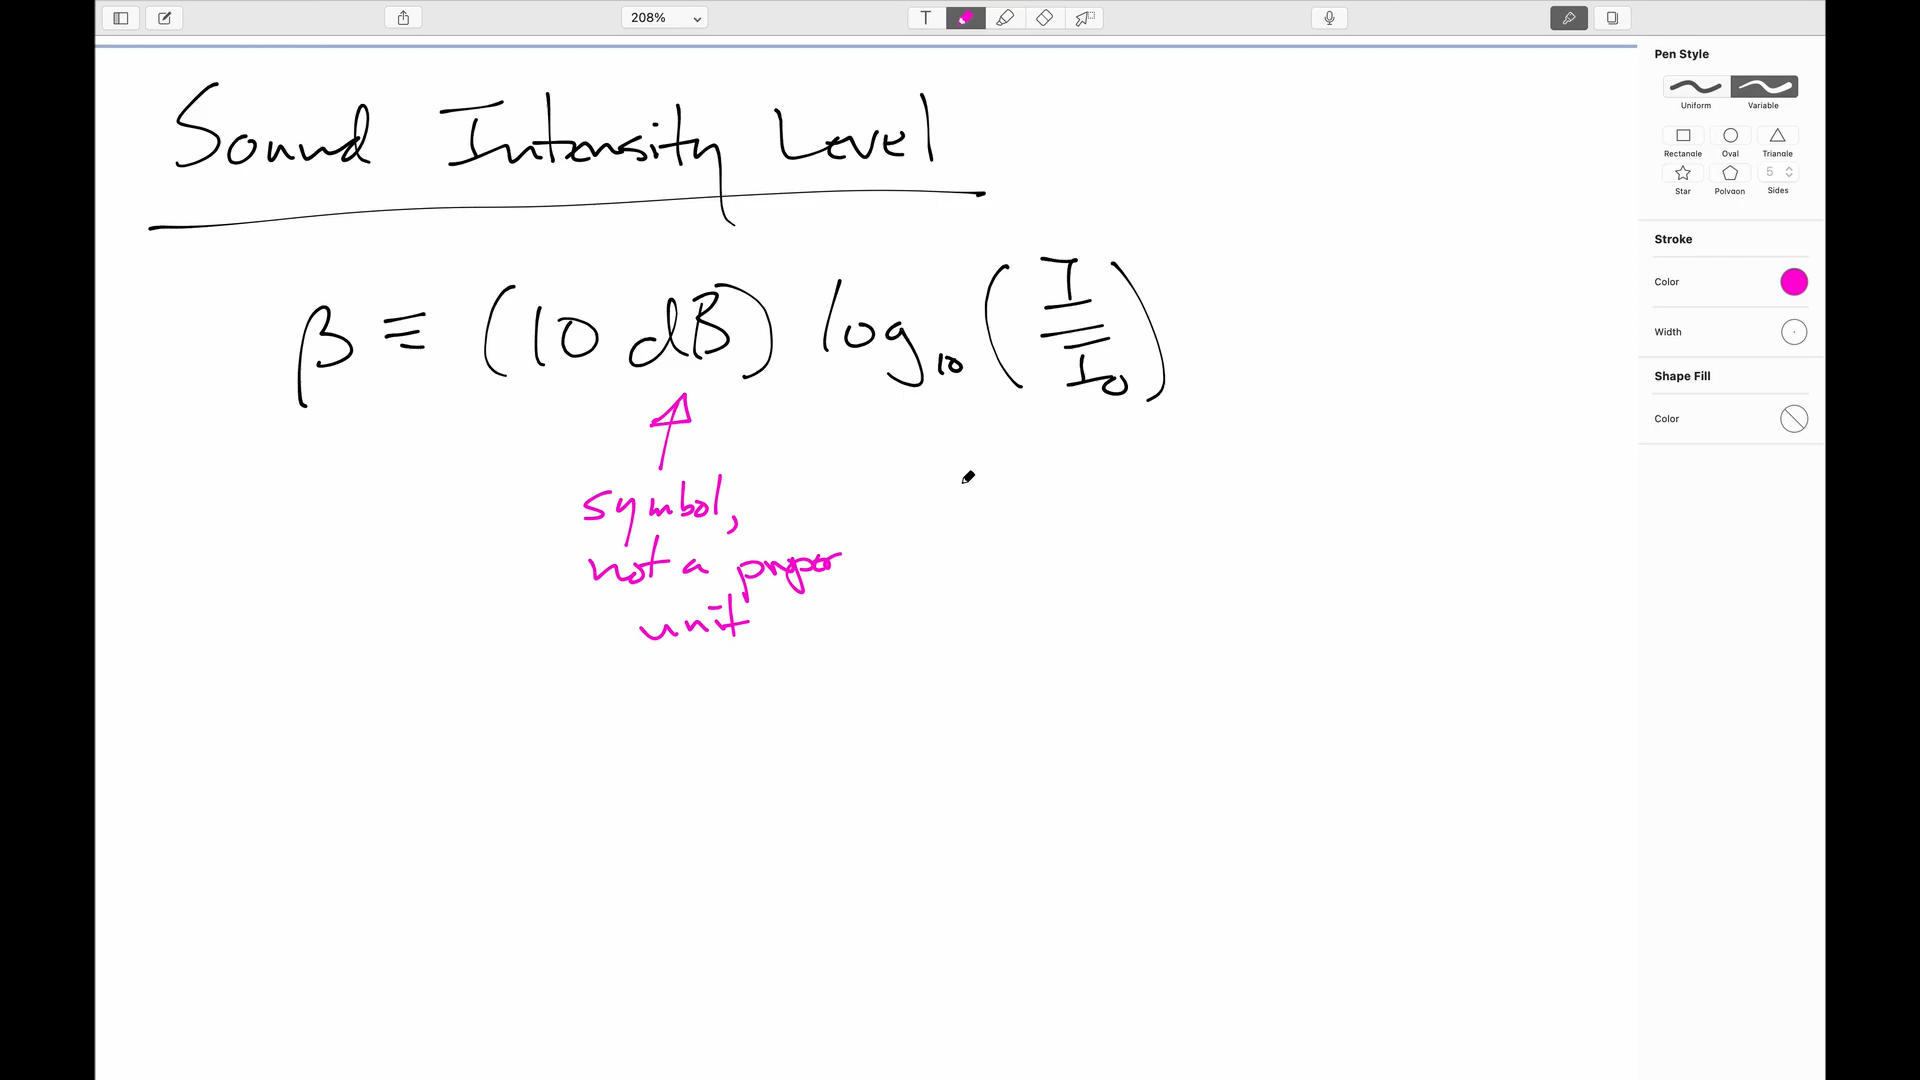 208%
T
Pen Style
Uniform Variable
Rectangle Oval Triangle
5
Star Polygon Sides
Stroke
Color
Width
Shape Fill
Color
Sound Intensity Level
β ≡ (10 dB) log₁₀ (I / I₀)
symbol,
not a proper
unit